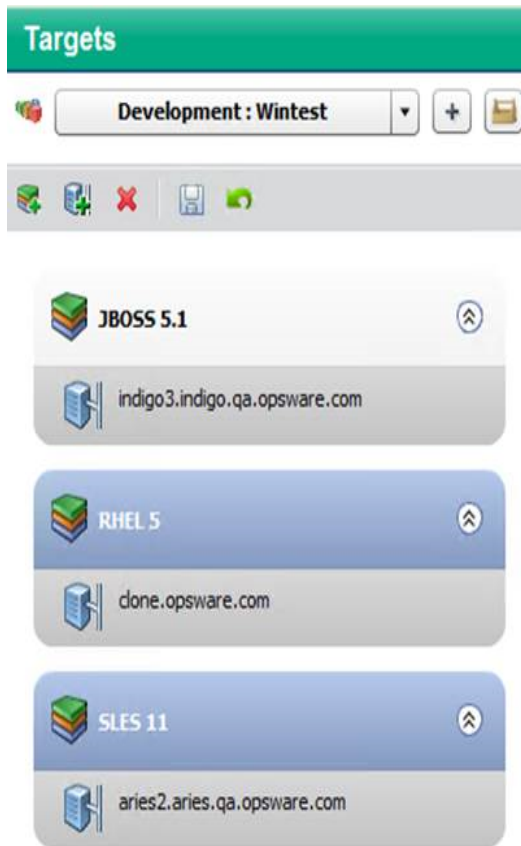 Targets
Development : Wintest
JBOSS 5.1
indigo3.indigo.qa.opsware.com
RHEL 5
clone.opsware.com
SLES 11
aries2.aries.qa.opsware.com